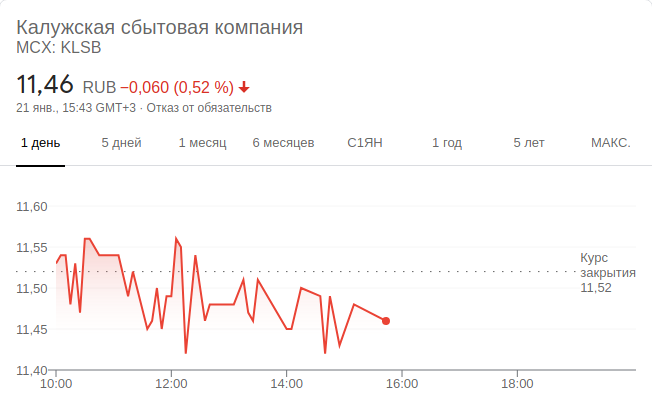 Калужская сбытовая компания
MCX: KLSB
11,46 RUB −0,060 (0,52 %) ↓
21 янв., 15:43 GMT+3 · Отказ от обязательств
1 день 5 дней 1 месяц 6 месяцев С1ЯН 1 год 5 лет МАКС.
11,60
11,55
Курс
закрытия
11,52
11,50
11,45
11,40
10:00 12:00 14:00 16:00 18:00